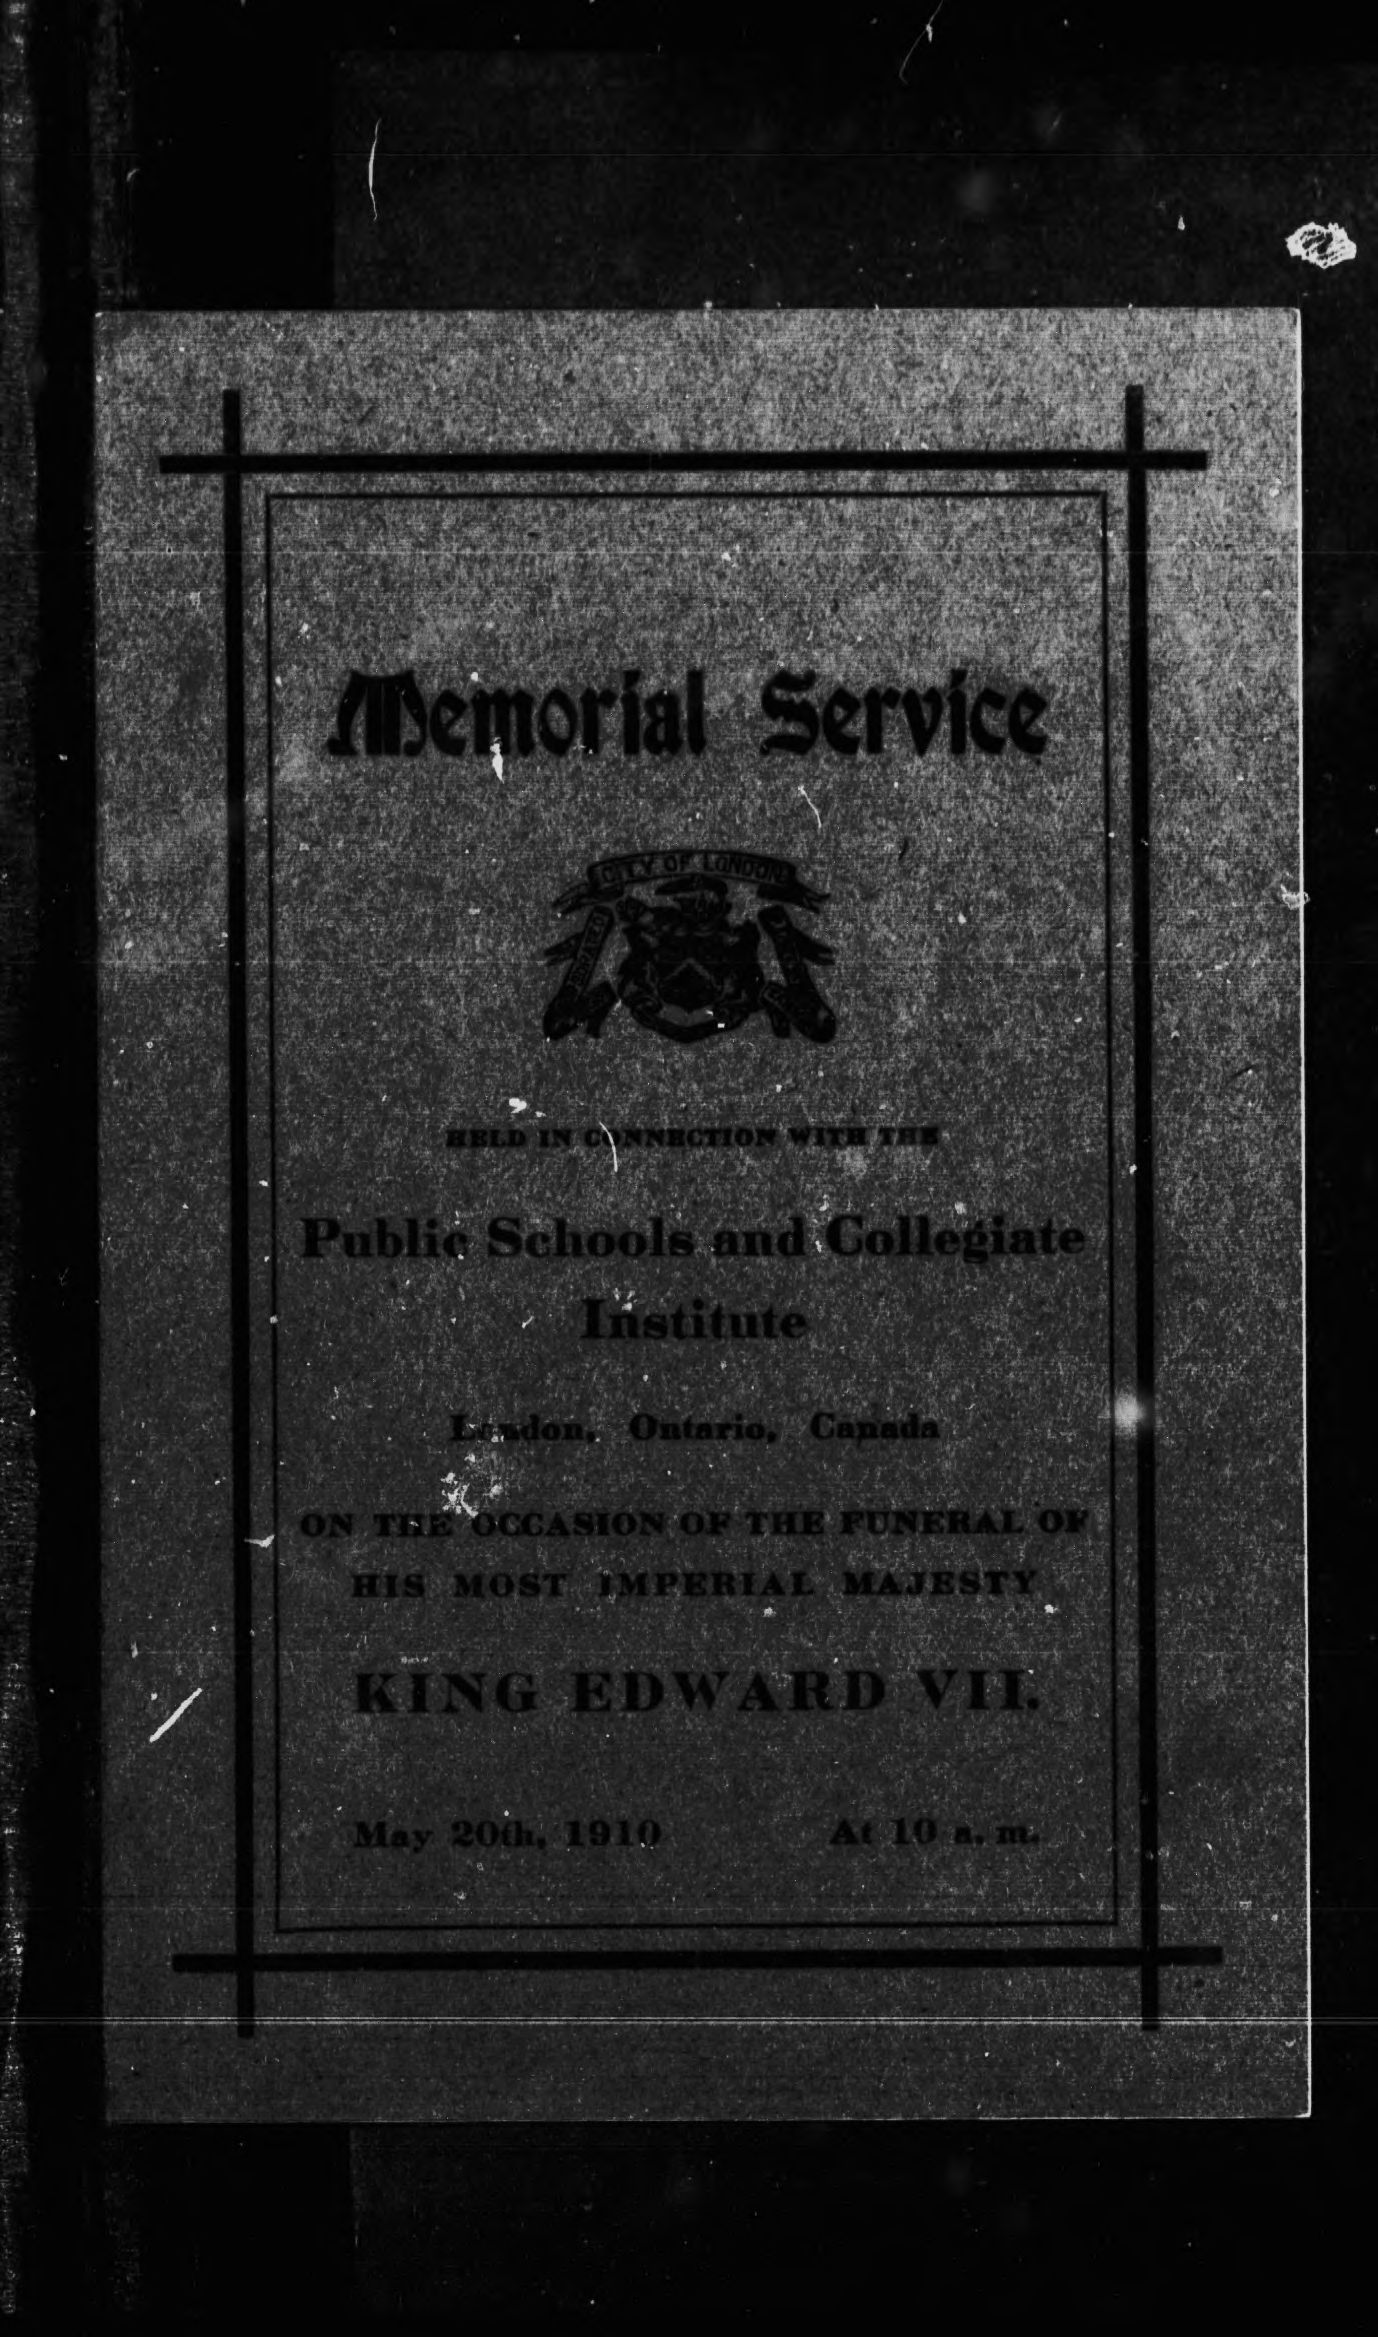 Memorial Service
CITY OF LONDON
HELD IN CONNECTION WITH THE
Public Schools and Collegiate
Institute
London, Ontario, Canada
ON THE OCCASION OF THE FUNERAL OF
HIS MOST IMPERIAL MAJESTY
KING EDWARD VII.
May 20th, 1910 At 10 a. m.